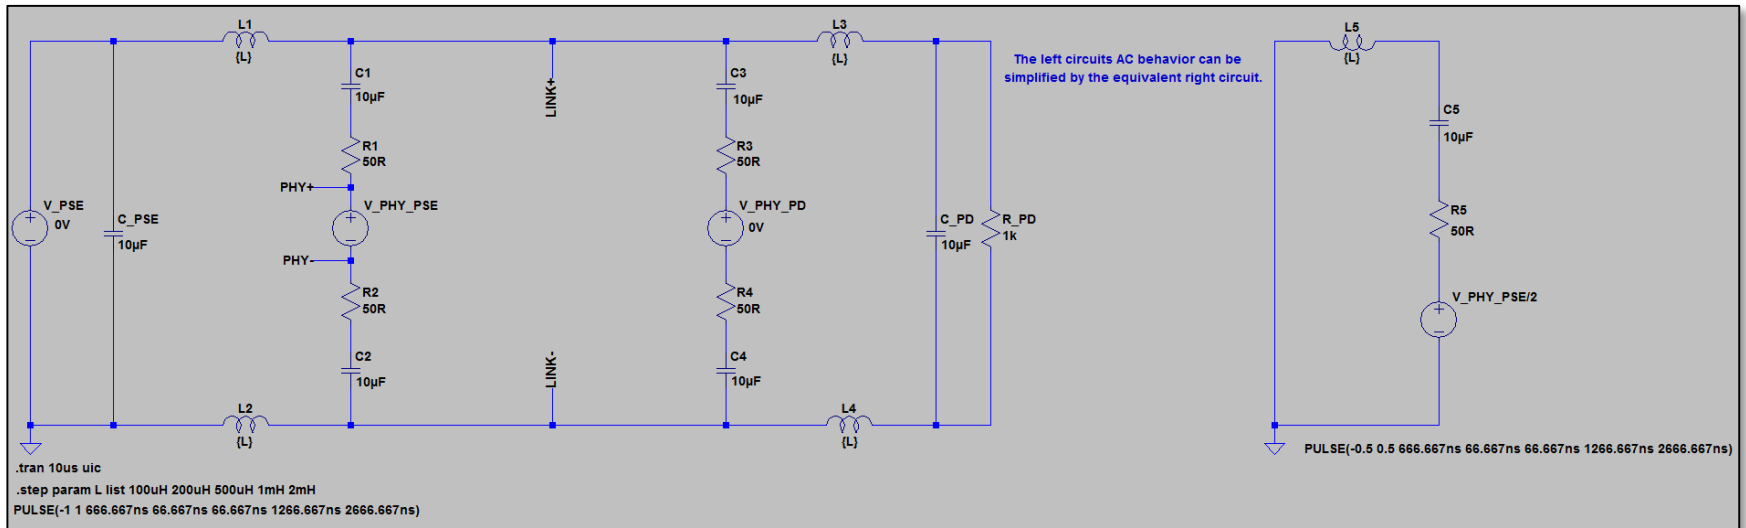 L1
{L}
L3
{L}
L5
{L}
The left circuits AC behavior can be
simplified by the equivalent right circuit.
C1
10µF
C3
10µF
LINK+
C5
10µF
R1
50R
R3
50R
PHY+
V_PSE
0V
C_PSE
10µF
V_PHY_PSE
V_PHY_PD
0V
C_PD
10µF
R_PD
1k
R5
50R
PHY-
R2
50R
R4
50R
V_PHY_PSE/2
C2
10µF
LINK-
C4
10µF
L2
{L}
L4
{L}
PULSE(-0.5 0.5 666.667ns 66.667ns 66.667ns 1266.667ns 2666.667ns)
.tran 10us uic
.step param L list 100uH 200uH 500uH 1mH 2mH
PULSE(-1 1 666.667ns 66.667ns 66.667ns 1266.667ns 2666.667ns)